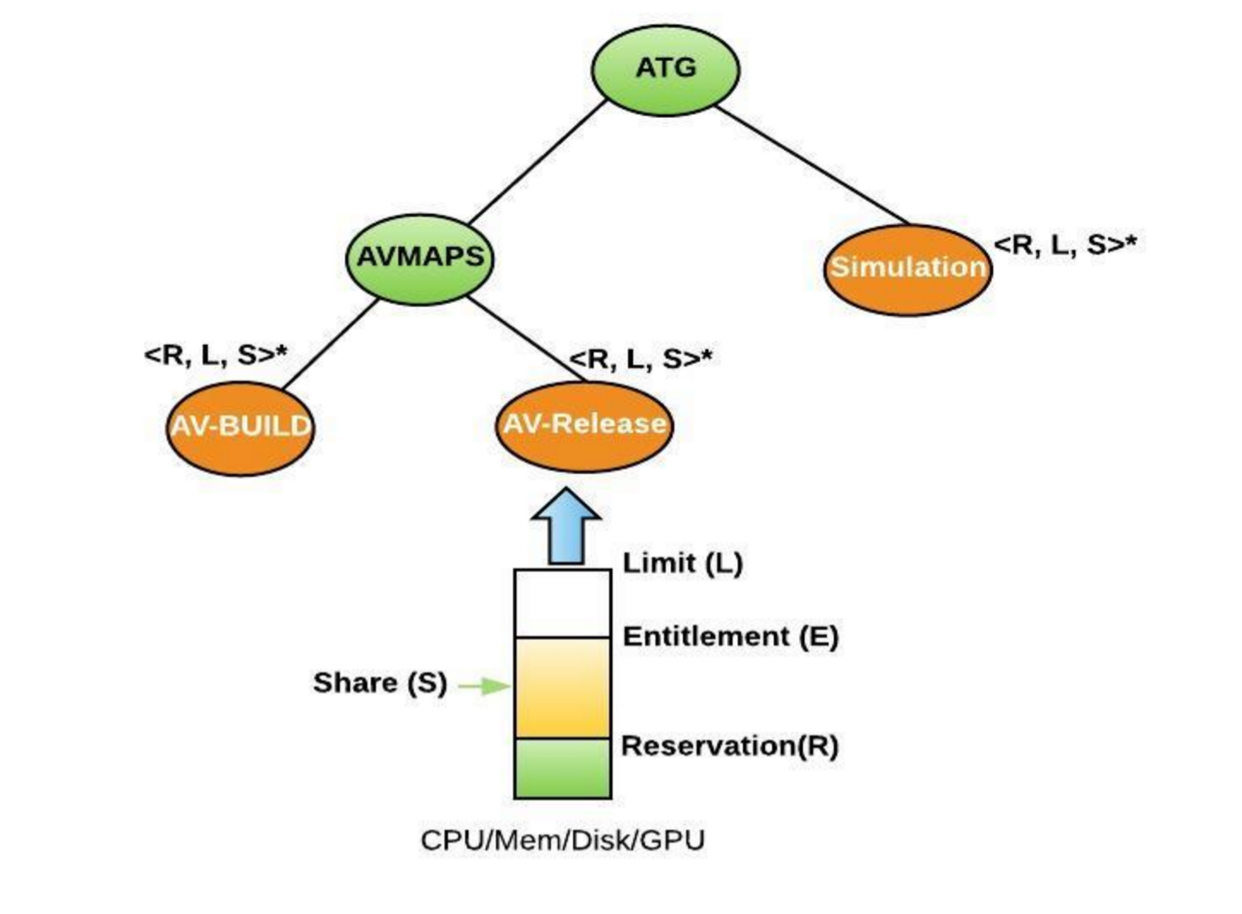 ATG
AVMAPS
Simulation
<R, L, S>*
<R, L, S>*
<R, L, S>*
AV-BUILD
AV-Release
Limit (L)
Entitlement (E)
Share (S)
Reservation(R)
CPU/Mem/Disk/GPU